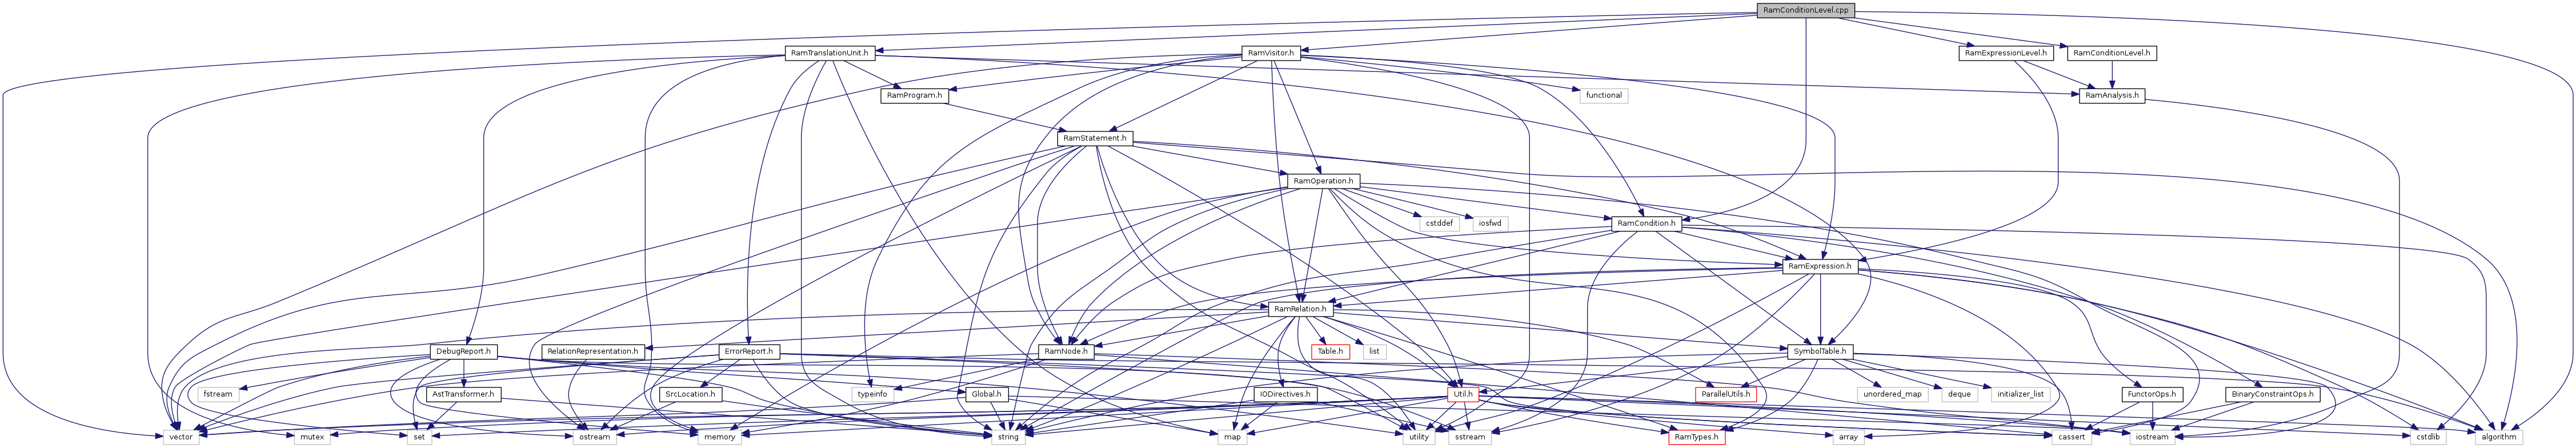 RamConditionLevel.cpp
RamTranslationUnit.h
RamVisitor.h
RamExpressionLevel.h
RamConditionLevel.h
RamProgram.h
functional
RamAnalysis.h
RamStatement.h
RamOperation.h
cstddef
iosfwd
RamCondition.h
RamExpression.h
RamRelation.h
DebugReport.h
RelationRepresentation.h
ErrorReport.h
RamNode.h
Table.h
list
SymbolTable.h
fstream
AstTransformer.h
SrcLocation.h
typeinfo
Global.h
IODirectives.h
Util.h
ParallelUtils.h
unordered_map
deque
initializer_list
FunctorOps.h
BinaryConstraintOps.h
vector
mutex
set
ostream
memory
string
map
utility
sstream
RamTypes.h
array
cassert
iostream
cstdlib
algorithm